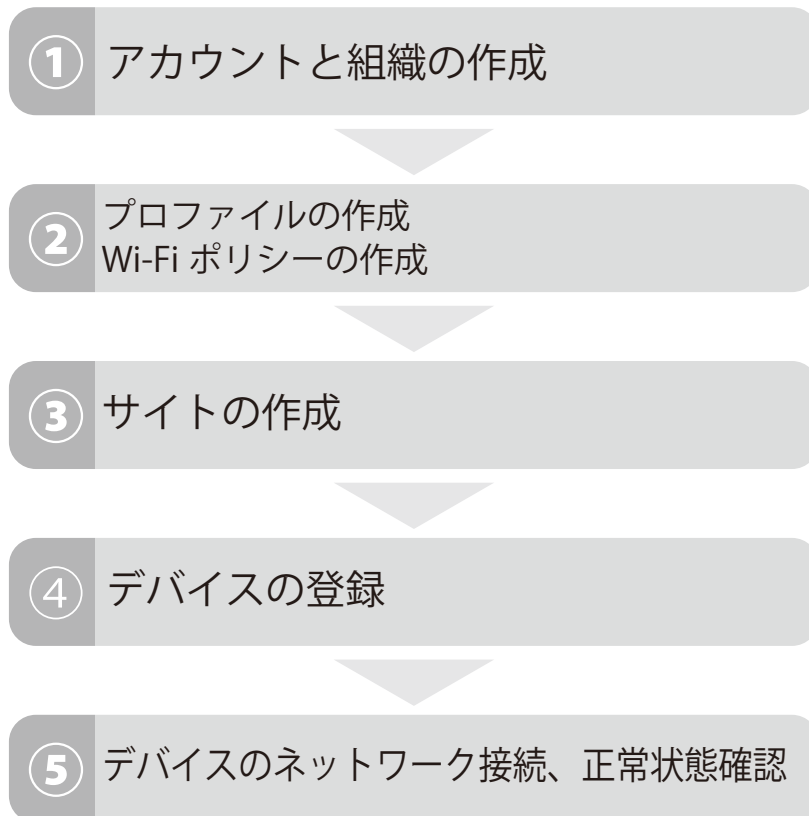 ① アカウントと組織の作成
② プロファイルの作成
Wi-Fi ポリシーの作成
③ サイトの作成
④ デバイスの登録
⑤ デバイスのネットワーク接続、正常状態確認